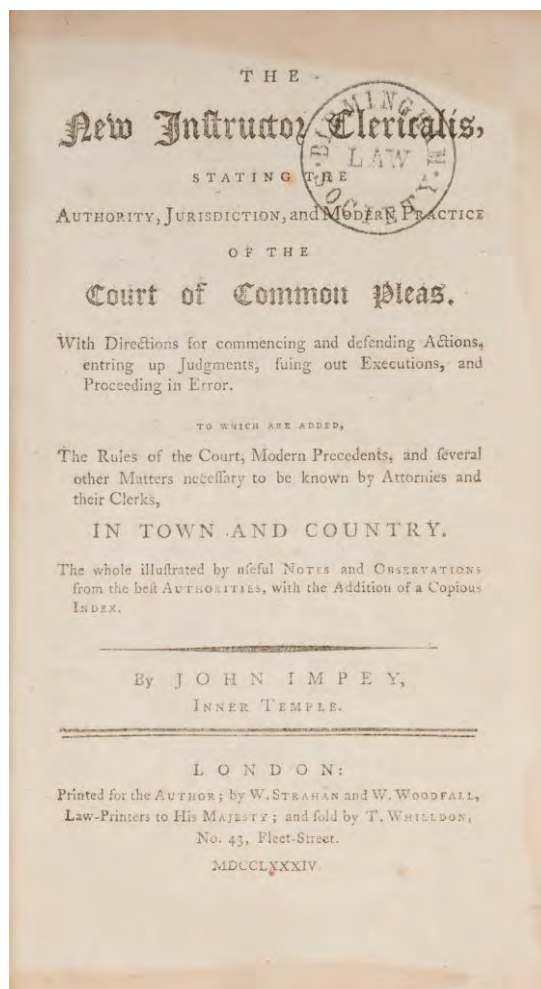 THE
New Inſtructor Clericalis,
STATING THE
AUTHORITY, JURISDICTION, and MODERN PRACTICE
OF THE
Court of Common Pleas.
With Directions for commencing and defending Actions,
entring up Judgments, ſuing out Executions, and
Proceeding in Error.
TO WHICH ARE ADDED,
The Rules of the Court, Modern Precedents, and ſeveral
other Matters neceſſary to be known by Attornies and
their Clerks,
IN TOWN AND COUNTRY.
The whole illuſtrated by uſeful NOTES and OBSERVATIONS
from the beſt AUTHORITIES, with the Addition of a Copious
INDEX.
By JOHN IMPEY,
INNER TEMPLE.
LONDON:
Printed for the AUTHOR; by W. STRAHAN and W. WOODFALL,
Law-Printers to His MAJESTY; and ſold by T. WHIELDON,
No. 43, Fleet-Street.
MDCCLXXXIV.
BIRMINGHAM
LAW
SOCIETY